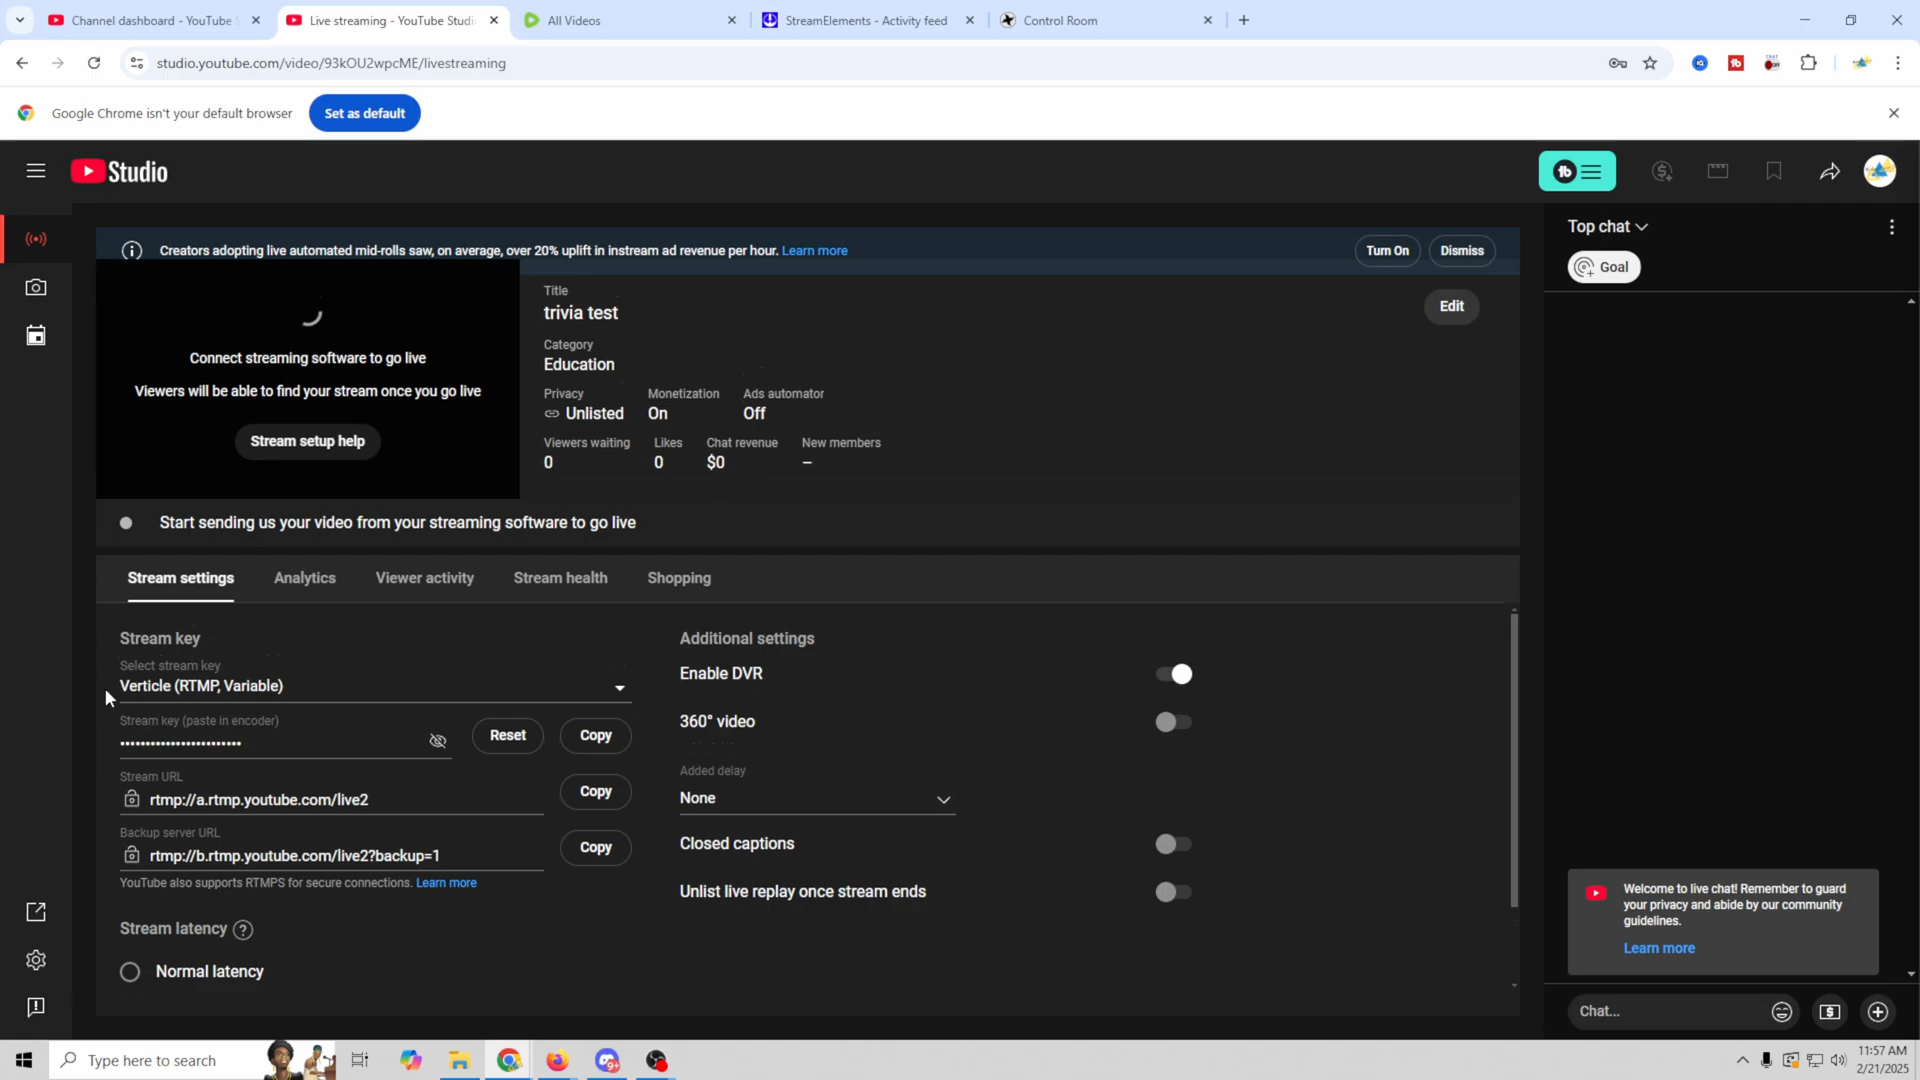 Channel dashboard - YouTube S
Live streaming - YouTube Studi
All Videos
StreamElements - Activity feed
Control Room
studio.youtube.com/video/93kOU2wpcME/livestreaming
Google Chrome isn't your default browser
Set as default
Studio
Creators adopting live automated mid-rolls saw, on average, over 20% uplift in instream ad revenue per hour. Learn more
Turn On
Dismiss
Top chat
Goal
Connect streaming software to go live
Viewers will be able to find your stream once you go live
Stream setup help
Title
trivia test
Edit
Category
Education
Privacy
Monetization
Ads automator
Unlisted
On
Off
Viewers waiting
Likes
Chat revenue
New members
0
0
$0
–
Start sending us your video from your streaming software to go live
Stream settings
Analytics
Viewer activity
Stream health
Shopping
Stream key
Select stream key
Verticle (RTMP, Variable)
Stream key (paste in encoder)
••••••••••••••••••••••••
Reset
Copy
Stream URL
rtmp://a.rtmp.youtube.com/live2
Copy
Backup server URL
rtmp://b.rtmp.youtube.com/live2?backup=1
Copy
YouTube also supports RTMPS for secure connections. Learn more
Stream latency
Normal latency
Additional settings
Enable DVR
360° video
Added delay
None
Closed captions
Unlist live replay once stream ends
Welcome to live chat! Remember to guard
your privacy and abide by our community
guidelines.
Learn more
Chat...
Type here to search
9+
11:57 AM
2/21/2025